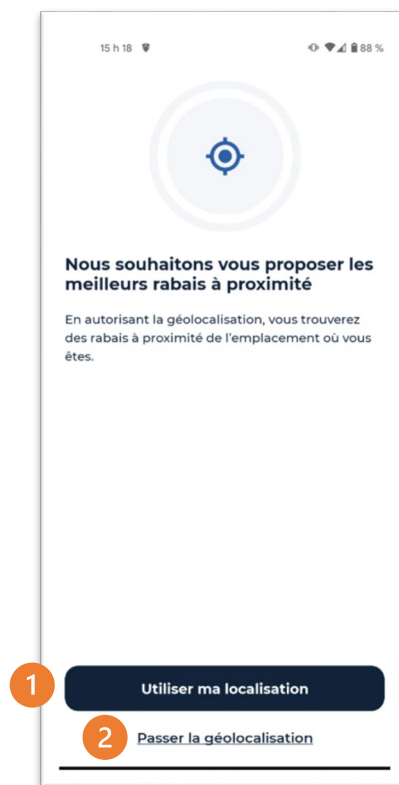 15 h 18 88 %
Nous souhaitons vous proposer les
meilleurs rabais à proximité
En autorisant la géolocalisation, vous trouverez
des rabais à proximité de l'emplacement où vous
êtes.
1 Utiliser ma localisation
2 Passer la géolocalisation